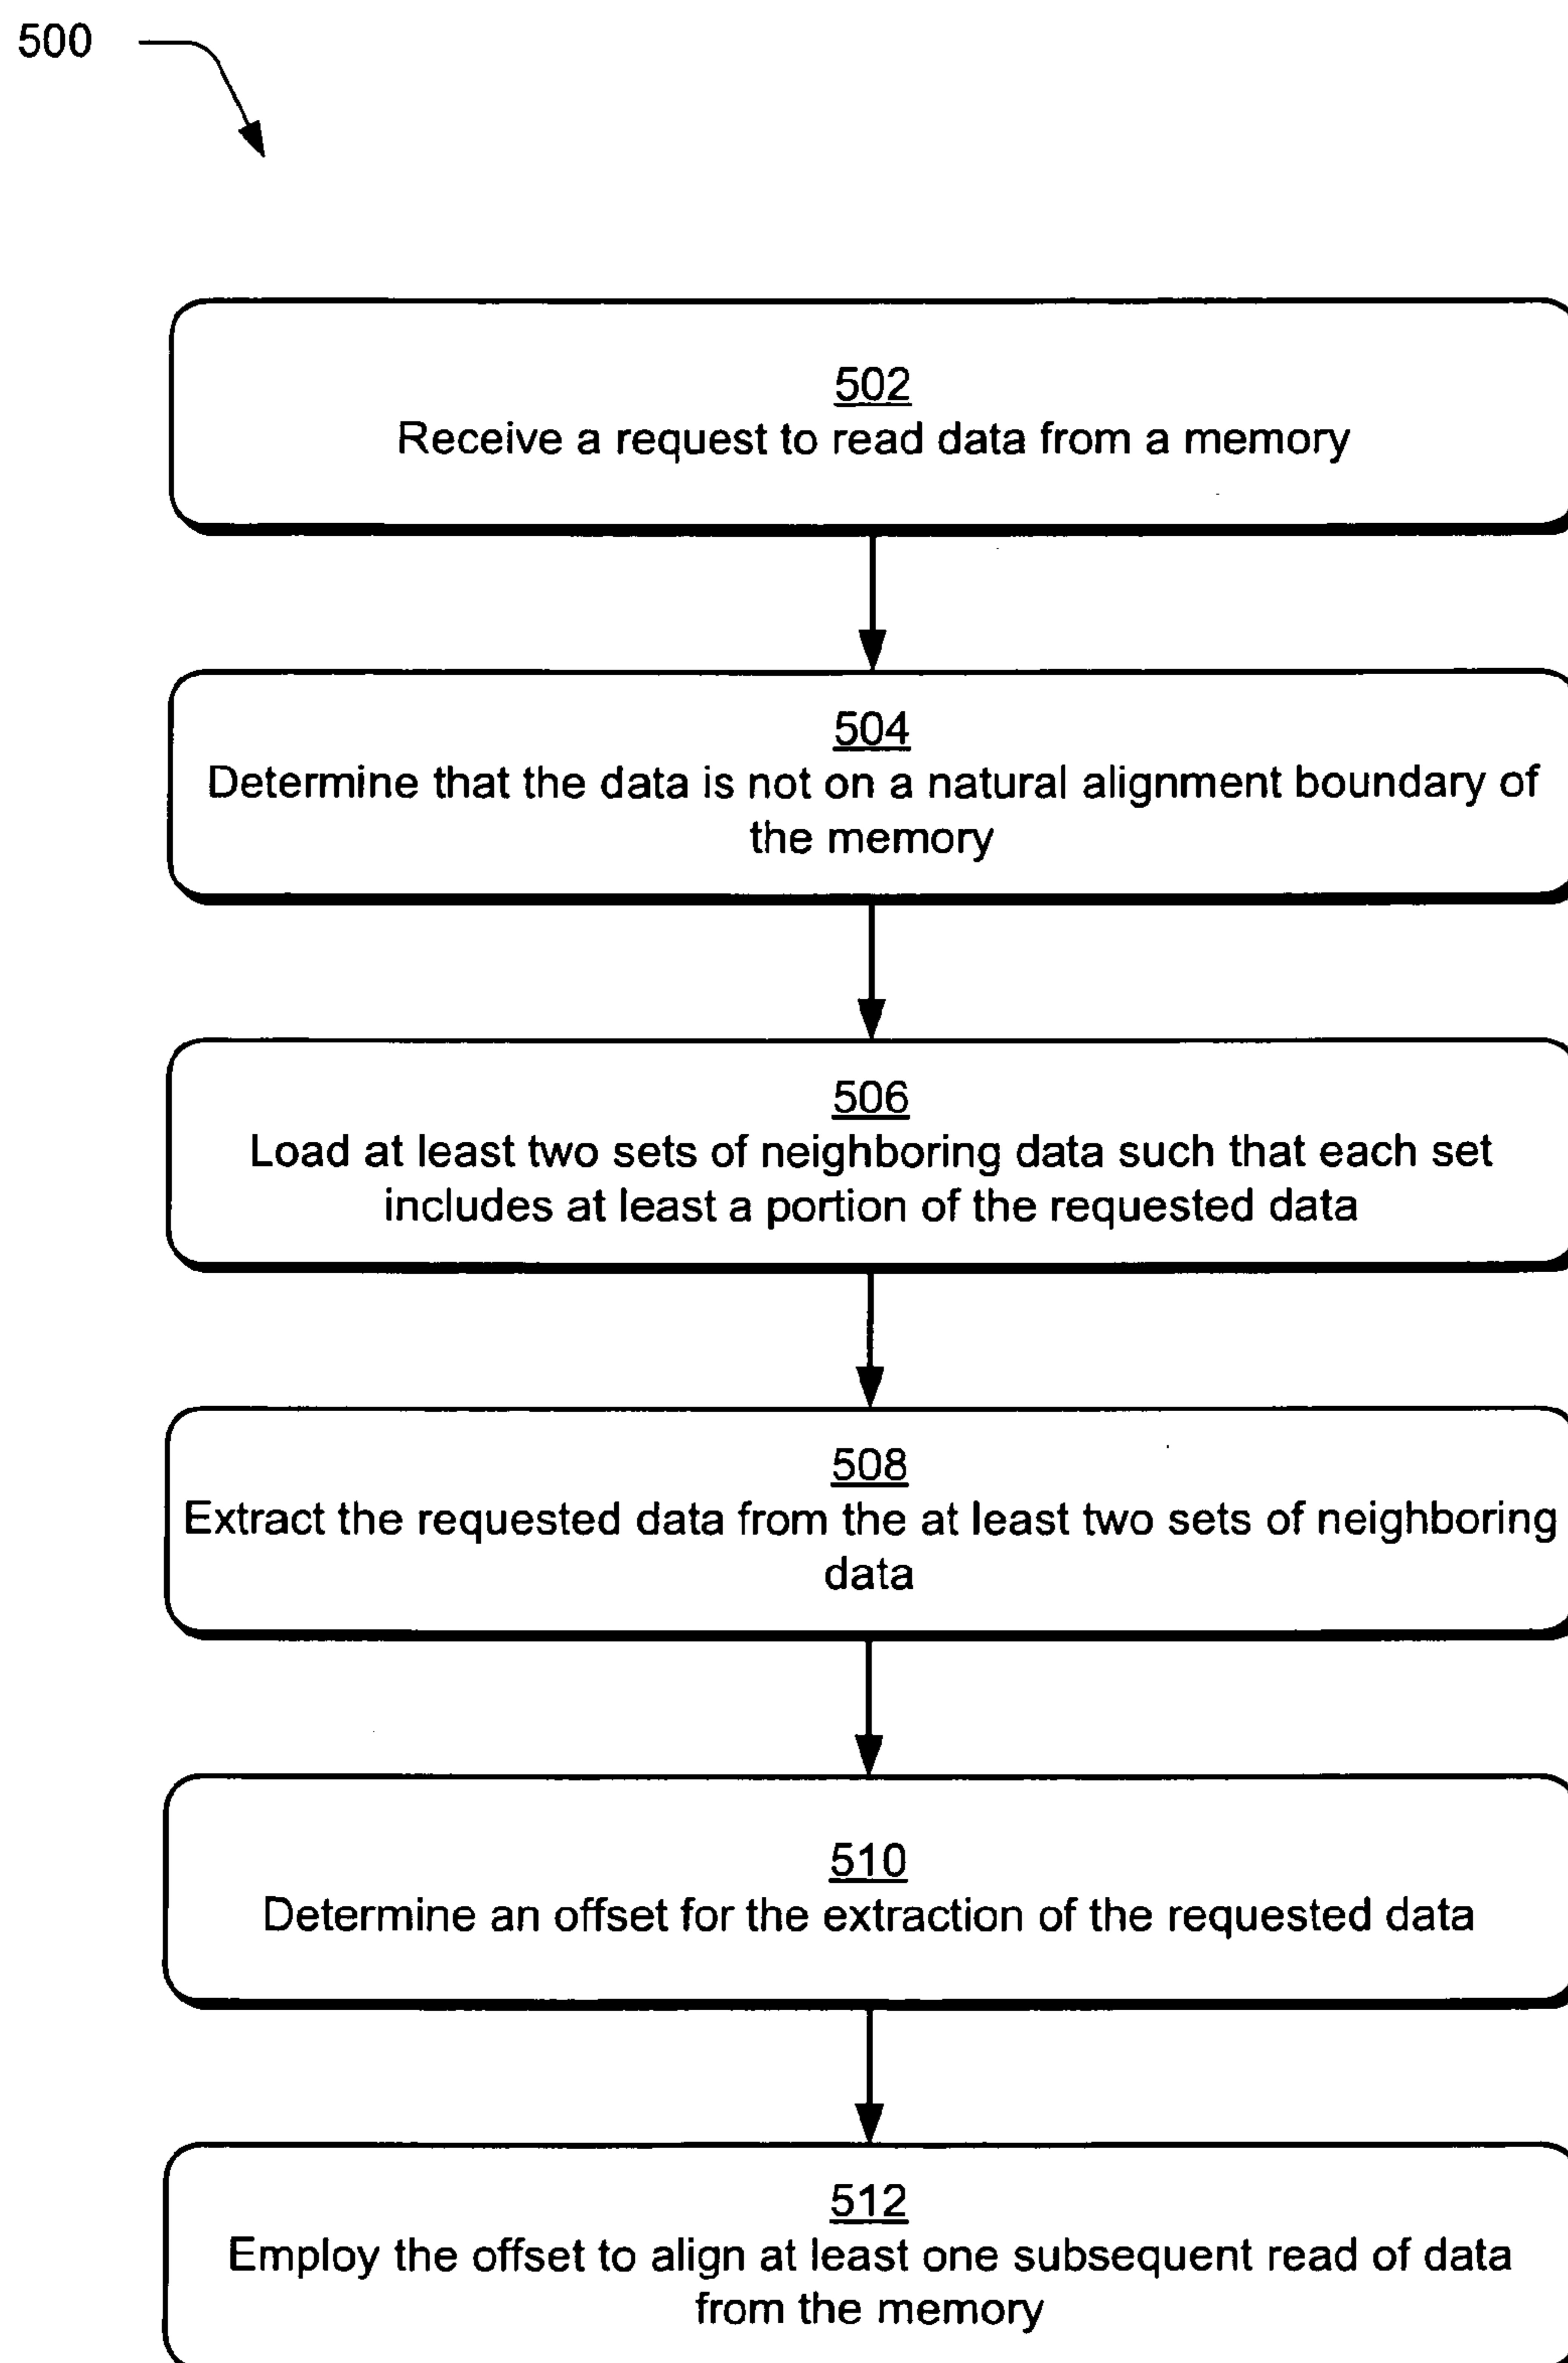 500
502
Receive a request to read data from a memory
504
Determine that the data is not on a natural alignment boundary of
the memory
506
Load at least two sets of neighboring data such that each set
includes at least a portion of the requested data
508
Extract the requested data from the at least two sets of neighboring
data
510
Determine an offset for the extraction of the requested data
512
Employ the offset to align at least one subsequent read of data
from the memory